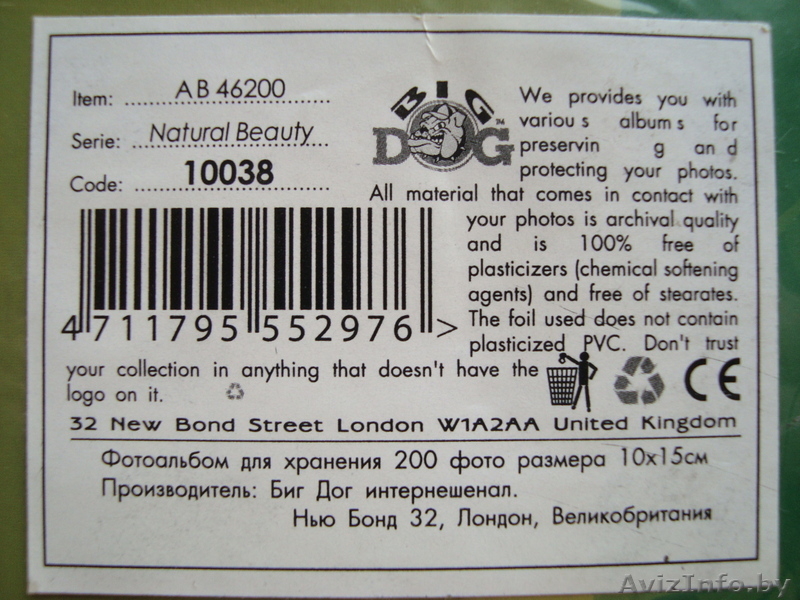 Item: AB 46200
Serie: Natural Beauty
Code: 10038
BIG
DOG™
We provides you with
variou s album s for
preservin g an d
protecting your photos.
All material that comes in contact with
your photos is archival quality
and is 100% free of
plasticizers (chemical softening
agents) and free of stearates.
The foil used does not contain
plasticized PVC. Don't trust
your collection in anything that doesn't have the
logo on it.
4 711795 552976 >
CE
32 New Bond Street London W1A2AA United Kingdom
Фотоальбом для хранения 200 фото размера 10х15см
Производитель: Биг Дог интернешенал.
Нью Бонд 32, Лондон, Великобритания
AvizInfo.by